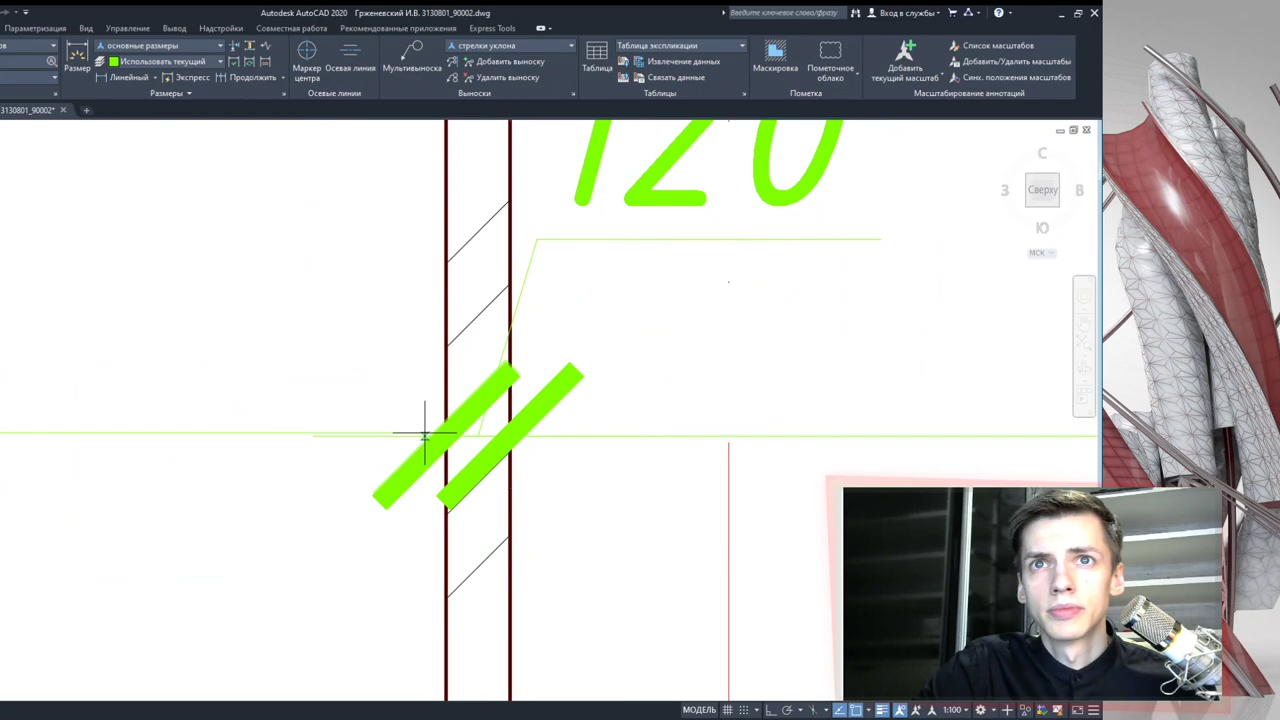 Autodesk AutoCAD 2020 Грженевский И.В. 3130801_90002.dwg
Введите ключевое слово/фразу
Вход в службы
Параметризация Вид Управление Вывод Надстройки Совместная работа Рекомендованные приложения Express Tools
основные размеры
стрелки уклона
Таблица экспликации
Список масштабов
Использовать текущий
Добавить выноску
Извлечение данных
Добавить/Удалить масштабы
Размер
Маркер центра
Осевая линия
Мультивыноска
Таблица
Маскировка
Пометочное облако
Добавить текущий масштаб
Линейный Экспресс Продолжить
Удалить выноску
Связать данные
Синх. положения масштабов
Размеры Осевые линии Выноски Таблицы Пометка Масштабирование аннотаций
3130801_90002*
120
С
З Сверху В
Ю
МСК
МОДЕЛЬ 1:100